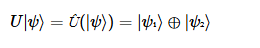 U|ψ⟩ = Û(|ψ⟩) = |ψ₁⟩ ⊕ |ψ₂⟩